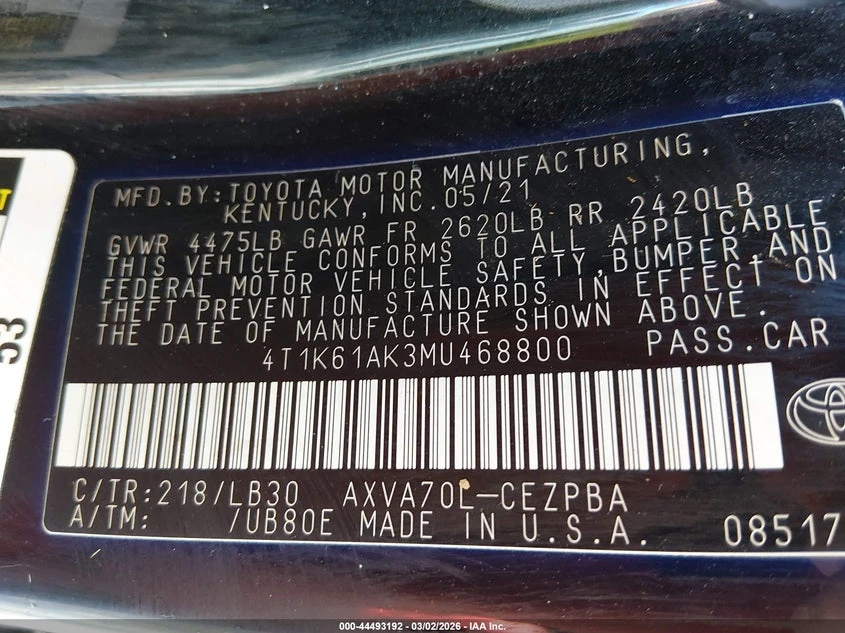 MFD.BY:TOYOTA MOTOR MANUFACTURING,
KENTUCKY,INC.05/21
GVWR 4475LB GAWR FR 2620LB RR 2420LB
THIS VEHICLE CONFORMS TO ALL APPLICABLE
FEDERAL MOTOR VEHICLE SAFETY,BUMPER,AND
THEFT PREVENTION STANDARDS IN EFFECT ON
THE DATE OF MANUFACTURE SHOWN ABOVE.
4T1K61AK3MU468800 PASS.CAR
C/TR:218/LB30 AXVA70L-CEZPBA
A/TM: /UB80E MADE IN U.S.A. 08517
53
000-44493192 - 03/02/2026 - IAA Inc.